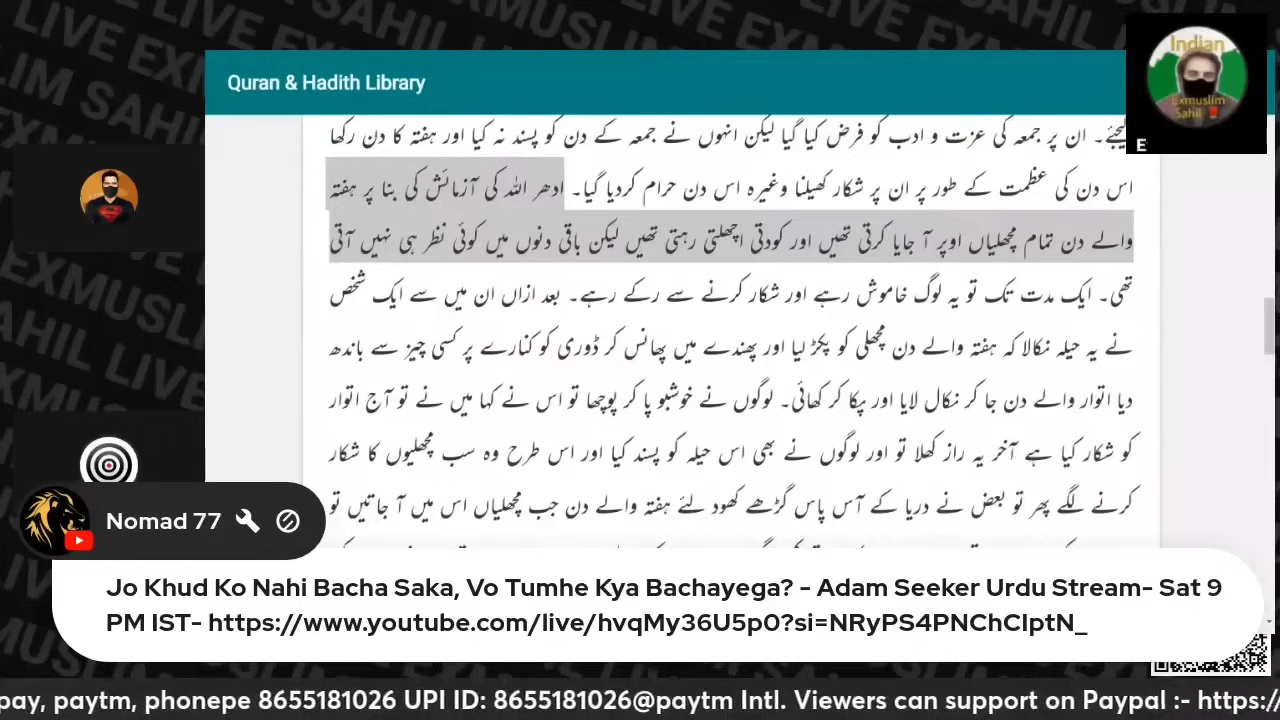 Quran & Hadith Library
Indian
Exmuslim
Sahil
E
کیجئے۔ ان پر جمعہ کی عزت و ادب کو فرض کیا گیا لیکن انہوں نے جمعہ کے دن کو پسند نہ کیا اور ہفتہ کا دن رکھا
اس دن کی عظمت کے طور پر ان پر شکار کھیلنا وغیرہ اس دن حرام کردیا گیا۔ ادھر اللہ کی آزمائش کی بنا پر ہفتہ
والے دن تمام مچھلیاں اوپر آ جایا کرتی تھیں اور کودتی اچھلتی رہتی تھیں لیکن باقی دنوں میں کوئی نظر ہی نہیں آتی
تھی۔ ایک مدت تک تو یہ لوگ خاموش رہے اور شکار کرنے سے رکے رہے۔ بعد ازاں ان میں سے ایک شخص
نے یہ حیلہ نکالا کہ ہفتہ والے دن مچھلی کو پکڑ لیا اور پھندے میں پھانس کر ڈوری کو کنارے پر کسی چیز سے باندھ
دیا اتوار والے دن جا کر نکال لایا اور پکا کر کھائی۔ لوگوں نے خوشبو پا کر پوچھا تو اس نے کہا میں نے تو آج اتوار
کو شکار کیا ہے آخر یہ راز کھلا تو اور لوگوں نے بھی اس حیلہ کو پسند کیا اور اس طرح وہ سب مچھلیوں کا شکار
کرنے لگے پھر تو بعض نے دریا کے آس پاس گڑھے کھود لئے ہفتہ والے دن جب مچھلیاں اس میں آ جاتیں تو
Nomad 77
Jo Khud Ko Nahi Bacha Saka, Vo Tumhe Kya Bachayega? - Adam Seeker Urdu Stream- Sat 9
PM IST- https://www.youtube.com/live/hvqMy36U5p0?si=NRyPS4PNChCIptN_
pay, paytm, phonepe 8655181026 UPI ID: 8655181026@paytm Intl. Viewers can support on Paypal :- https:/